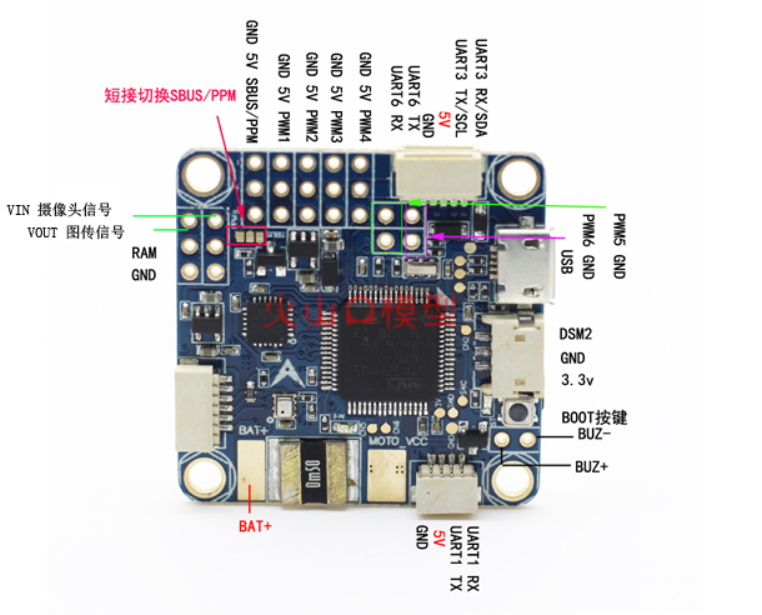 GND 5V SBUS/PPM
GND 5V PWM1
GND 5V PWM2
GND 5V PWM3
GND 5V PWM4
UART6 RX
UART6 TX
GND
5V
UART3 TX/SCL
UART3 RX/SDA
短接切换SBUS/PPM
VIN 摄像头信号
VOUT 图传信号
RAM
GND
PWM5 GND
PWM6 GND
USB
火山口模型
DSM2
GND
3.3v
BOOT按键
BUZ-
BUZ+
BAT+
MOTO_VCC
0m50
BAT+
GND
5V
UART1 TX
UART1 RX